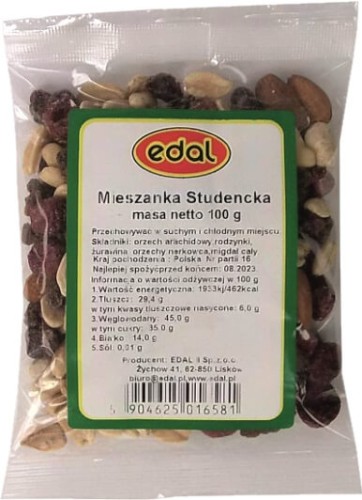 edal
Mieszanka Studencka
masa netto 100 g
Przechowywać w suchym i chłodnym miejscu.
Składniki: orzech arachidowy,rodzynki,
żurawina, orzechy nerkowca,migdał cały.
Kraj pochodzenia : Polska Nr partii 16
Najlepiej spożyć przed końcem: 08.2023.
Informacja o wartości odżywczej w 100 g
1.Wartość energetyczna: 1933kj/462kcal
2.Tłuszcz: 29,4 g
w tym kwasy tłuszczowe nasycone: 6,0 g
3.Węglowodany: 45,0 g
w tym cukry: 35,0 g
4.Białko: 14,0 g
5.Sól: 0,01 g
Producent: EDAL II Sp.z.o.o.
Żychów 41, 62-850 Lisków
biuro@edal.pl,www.edal.pl
5 904625 016581